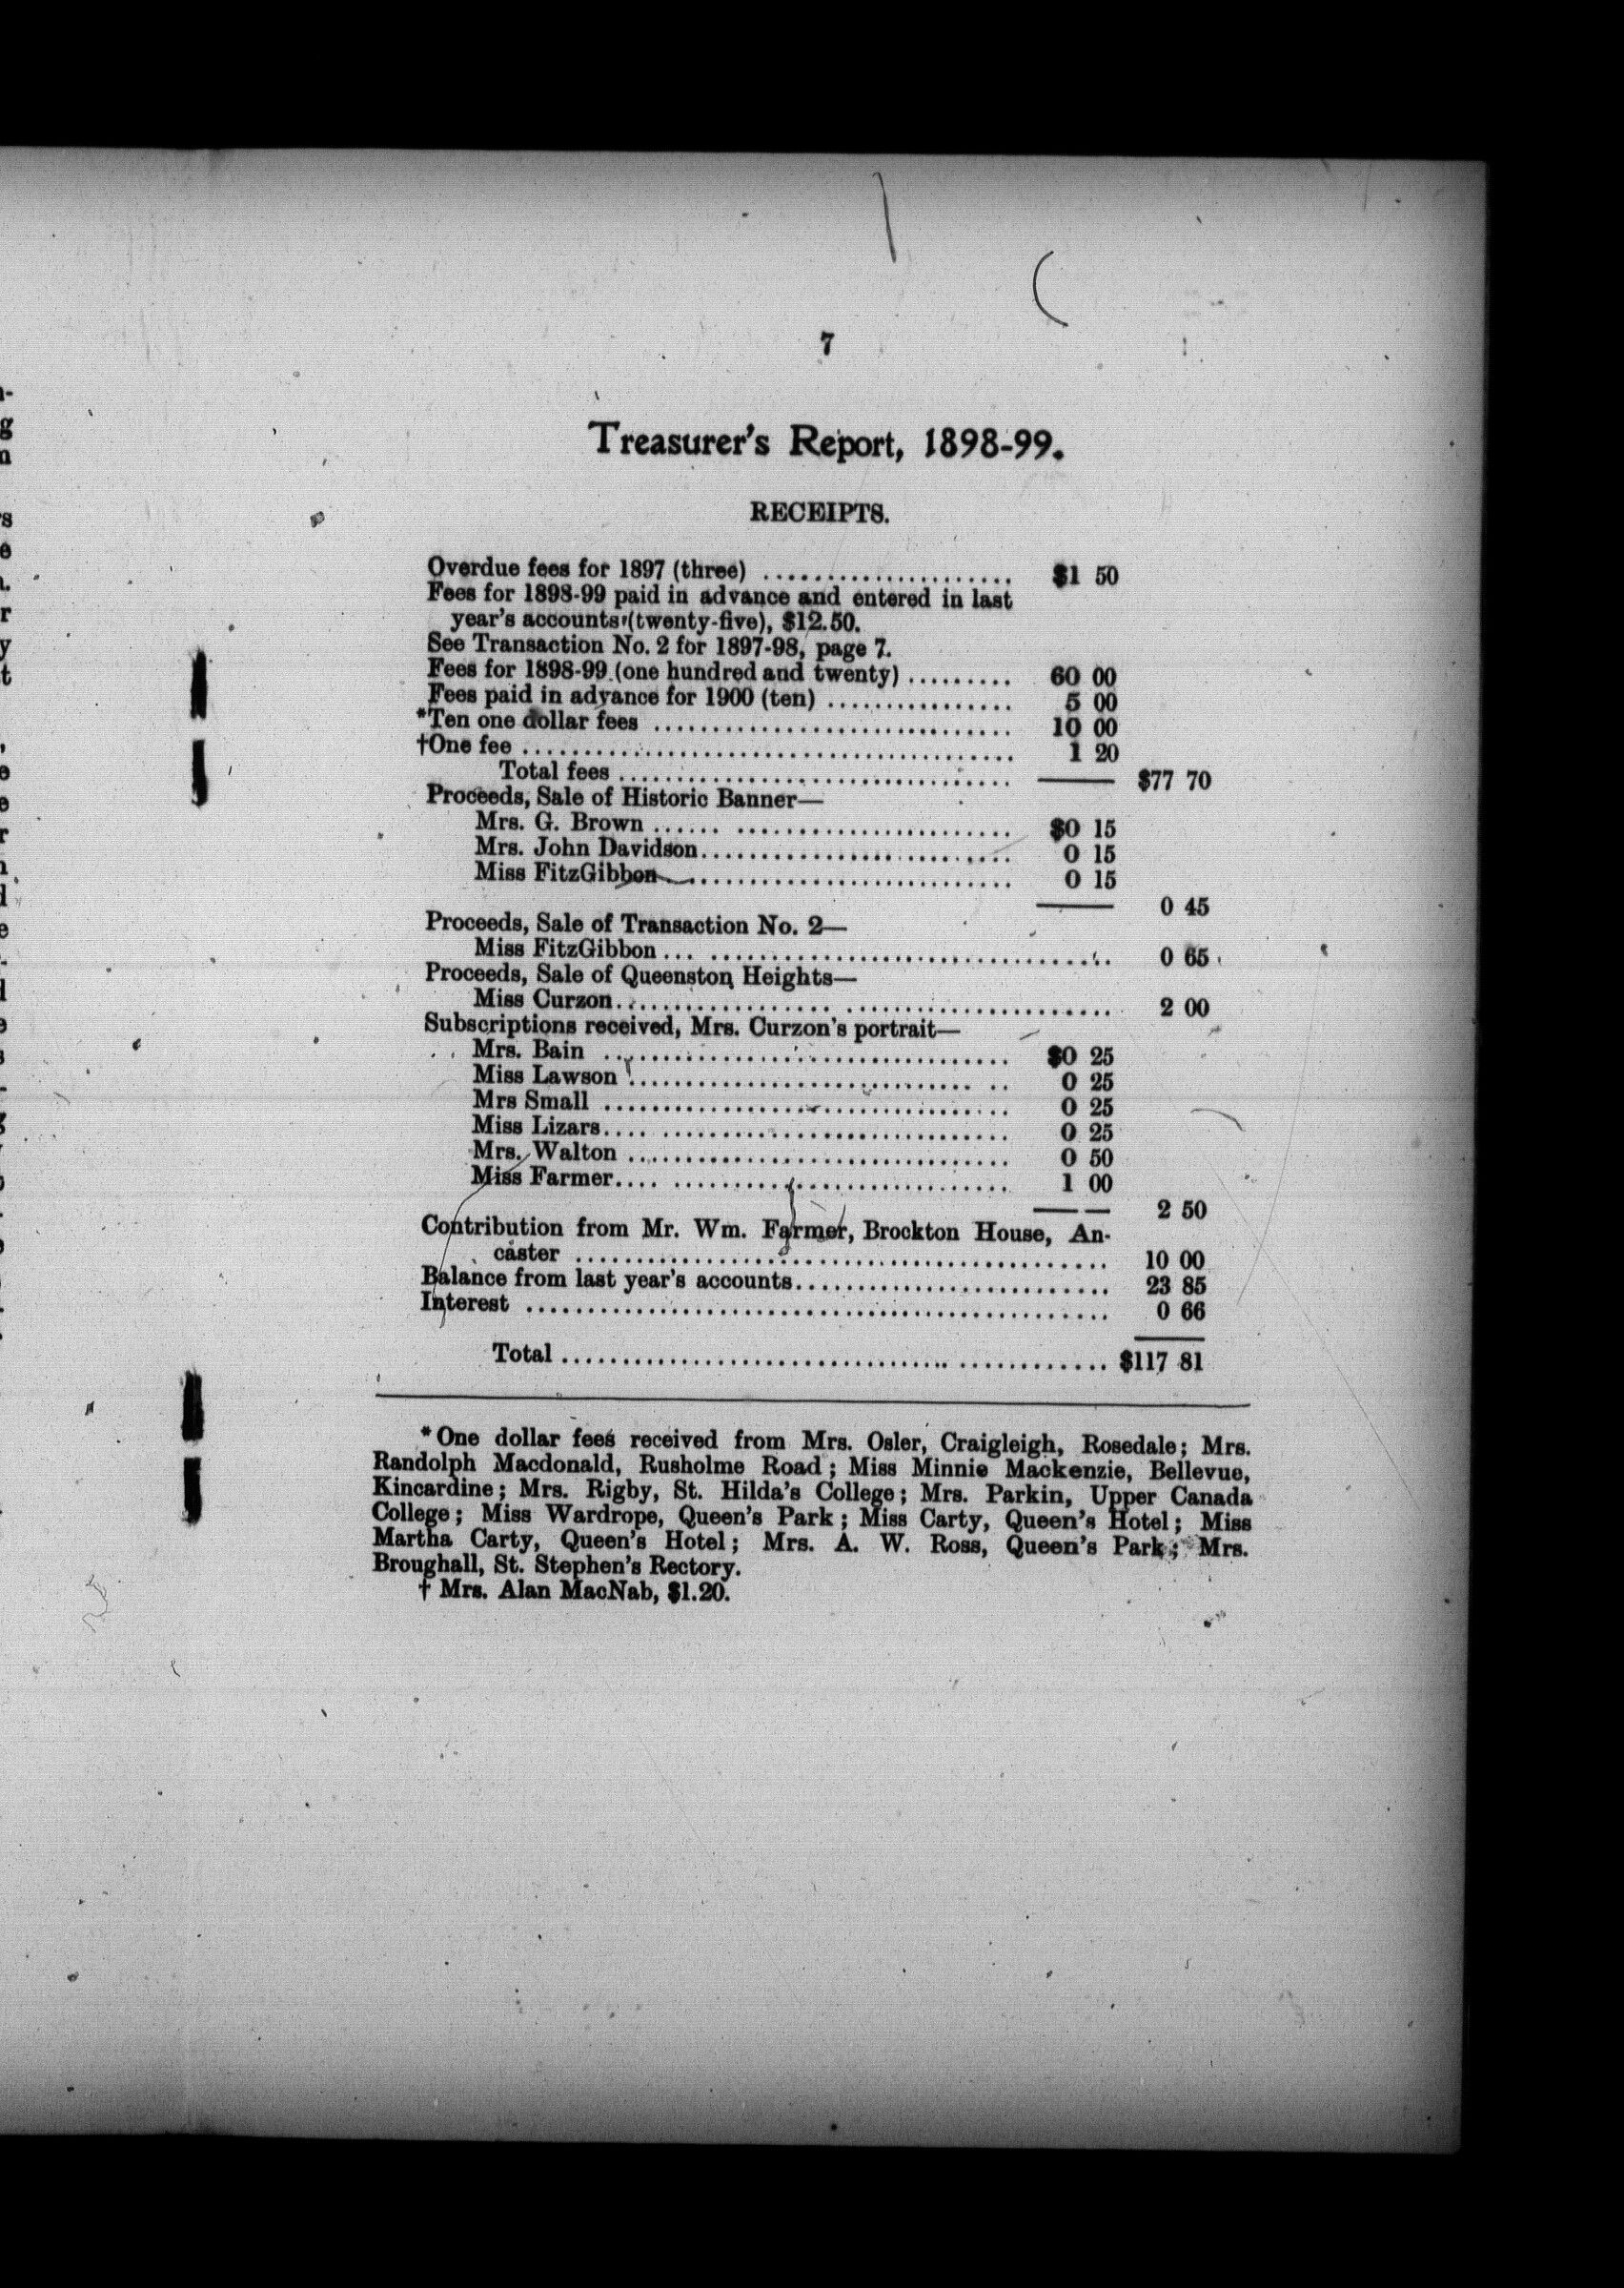 7
Treasurer's Report, 1898-99.
RECEIPTS.
Overdue fees for 1897 (three) .................... $1 50
Fees for 1898-99 paid in advance and entered in last
year's accounts (twenty-five), $12.50.
See Transaction No. 2 for 1897-98, page 7.
Fees for 1898-99 (one hundred and twenty) ......... 60 00
Fees paid in advance for 1900 (ten) ................ 5 00
*Ten one dollar fees .............................. 10 00
†One fee ........................................ 1 20
Total fees ................................ $77 70
Proceeds, Sale of Historic Banner—
Mrs. G. Brown ...... ....................... $0 15
Mrs. John Davidson.......................... 0 15
Miss FitzGibbon............................. 0 15
0 45
Proceeds, Sale of Transaction No. 2—
Miss FitzGibbon ... ................................. 0 65
Proceeds, Sale of Queenston Heights—
Miss Curzon.................. ...................... 2 00
Subscriptions received, Mrs. Curzon's portrait—
Mrs. Bain .................................. $0 25
Miss Lawson ............................. .. 0 25
Mrs Small .................................. 0 25
Miss Lizars.... ............................. 0 25
Mrs. Walton ................................ 0 50
Miss Farmer.... ............................ 1 00
2 50
Contribution from Mr. Wm. Farmer, Brockton House, An-
caster ............................................. 10 00
Balance from last year's accounts.......................... 23 85
Interest ................................................ 0 66
Total ................................. ............ $117 81
*One dollar fees received from Mrs. Osler, Craigleigh, Rosedale; Mrs.
Randolph Macdonald, Rusholme Road; Miss Minnie Mackenzie, Bellevue,
Kincardine; Mrs. Rigby, St. Hilda's College; Mrs. Parkin, Upper Canada
College; Miss Wardrope, Queen's Park; Miss Carty, Queen's Hotel; Miss
Martha Carty, Queen's Hotel; Mrs. A. W. Ross, Queen's Park; Mrs.
Broughall, St. Stephen's Rectory.
† Mrs. Alan MacNab, $1.20.